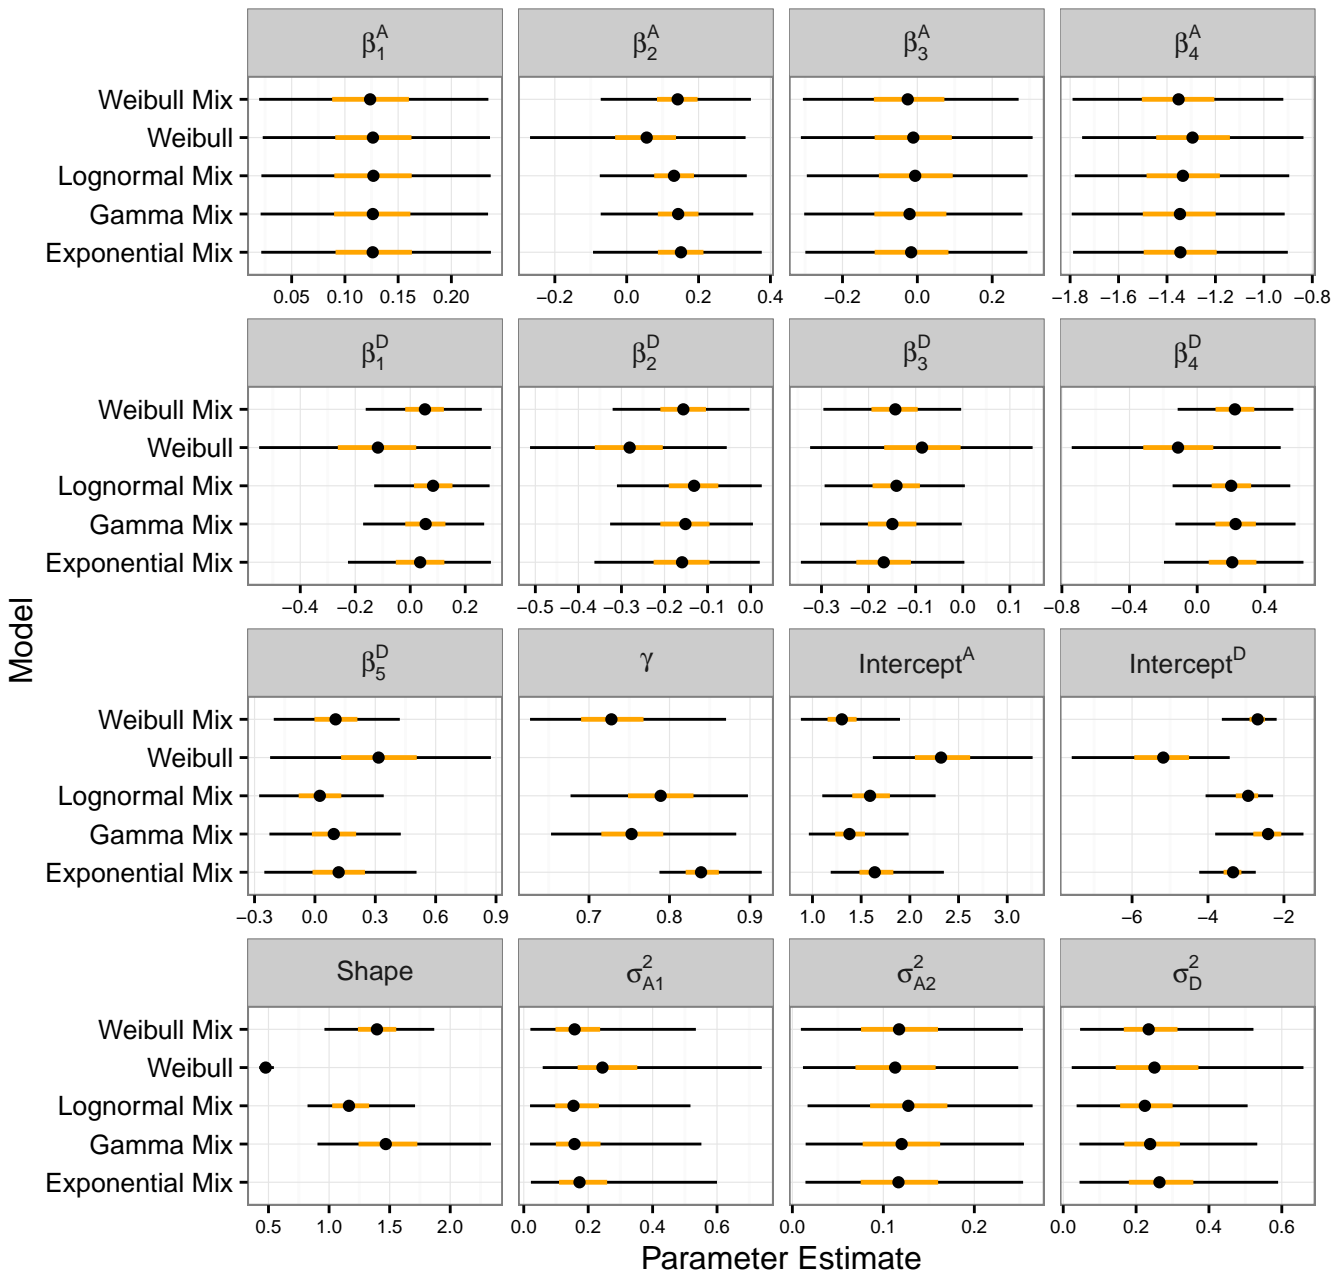 β₁ᴬ β₂ᴬ β₃ᴬ β₄ᴬ
Weibull Mix
Weibull
Lognormal Mix
Gamma Mix
Exponential Mix
0.05 0.10 0.15 0.20 −0.2 0.0 0.2 0.4 −0.2 0.0 0.2 −1.8 −1.6 −1.4 −1.2 −1.0 −0.8
β₁ᴰ β₂ᴰ β₃ᴰ β₄ᴰ
Weibull Mix
Weibull
Lognormal Mix
Gamma Mix
Exponential Mix
−0.4 −0.2 0.0 0.2 −0.5 −0.4 −0.3 −0.2 −0.1 0.0 −0.3 −0.2 −0.1 0.0 0.1 −0.8 −0.4 0.0 0.4
Model
β₅ᴰ γ Interceptᴬ Interceptᴰ
Weibull Mix
Weibull
Lognormal Mix
Gamma Mix
Exponential Mix
−0.3 0.0 0.3 0.6 0.9 0.7 0.8 0.9 1.0 1.5 2.0 2.5 3.0 −6 −4 −2
Shape σ²A1 σ²A2 σ²D
Weibull Mix
Weibull
Lognormal Mix
Gamma Mix
Exponential Mix
0.5 1.0 1.5 2.0 0.0 0.2 0.4 0.6 0.0 0.1 0.2 0.0 0.2 0.4 0.6
Parameter Estimate